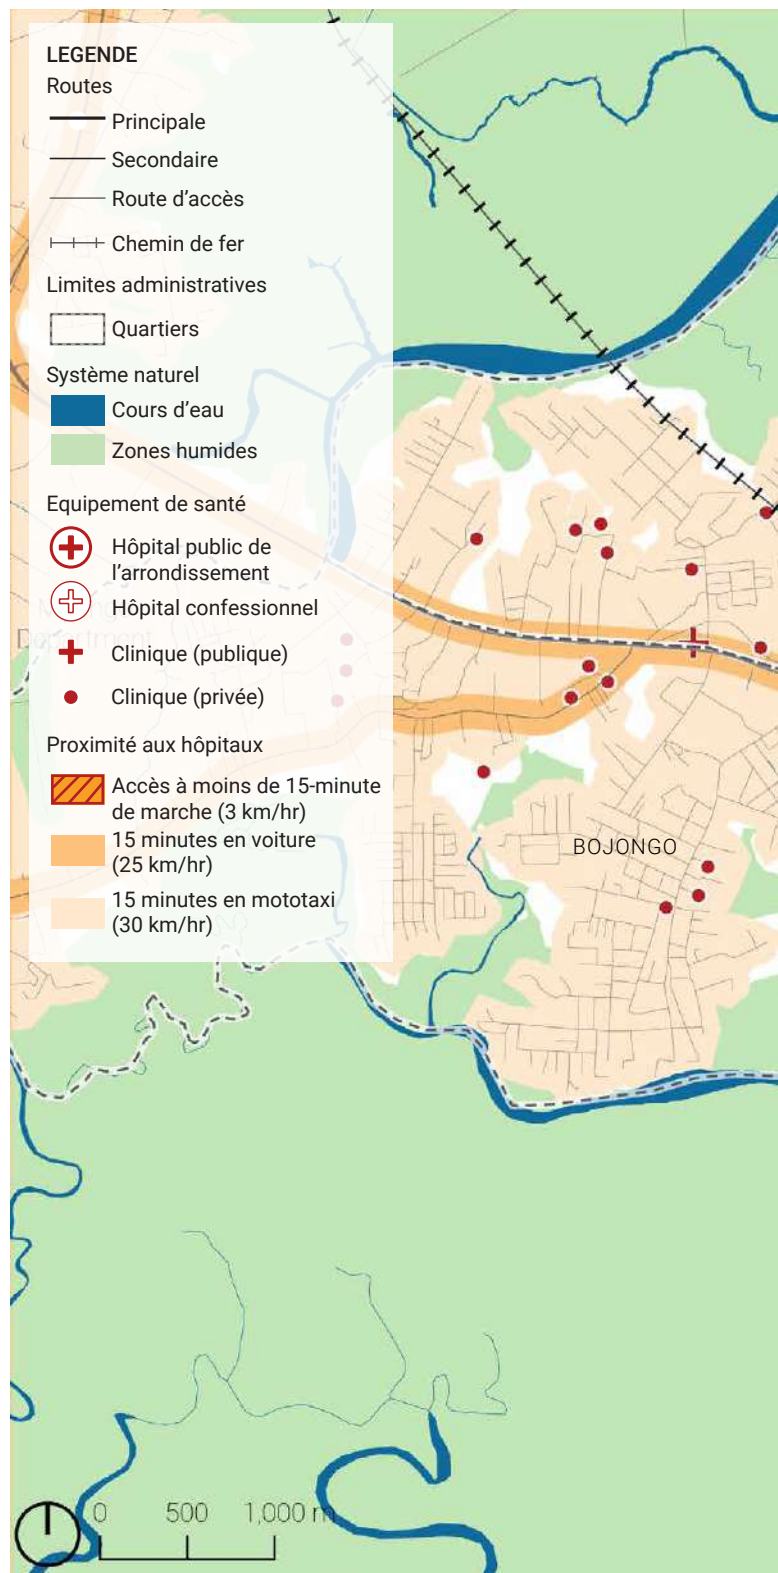 LEGENDE
Routes
Principale
Secondaire
Route d'accès
Chemin de fer
Limites administratives
Quartiers
Système naturel
Cours d'eau
Zones humides
Equipement de santé
Hôpital public de
l'arrondissement
Hôpital confessionnel
Clinique (publique)
Clinique (privée)
Proximité aux hôpitaux
Accès à moins de 15-minute
de marche (3 km/hr)
15 minutes en voiture
(25 km/hr)
15 minutes en mototaxi
(30 km/hr)
BOJONGO
0 500 1,000 m